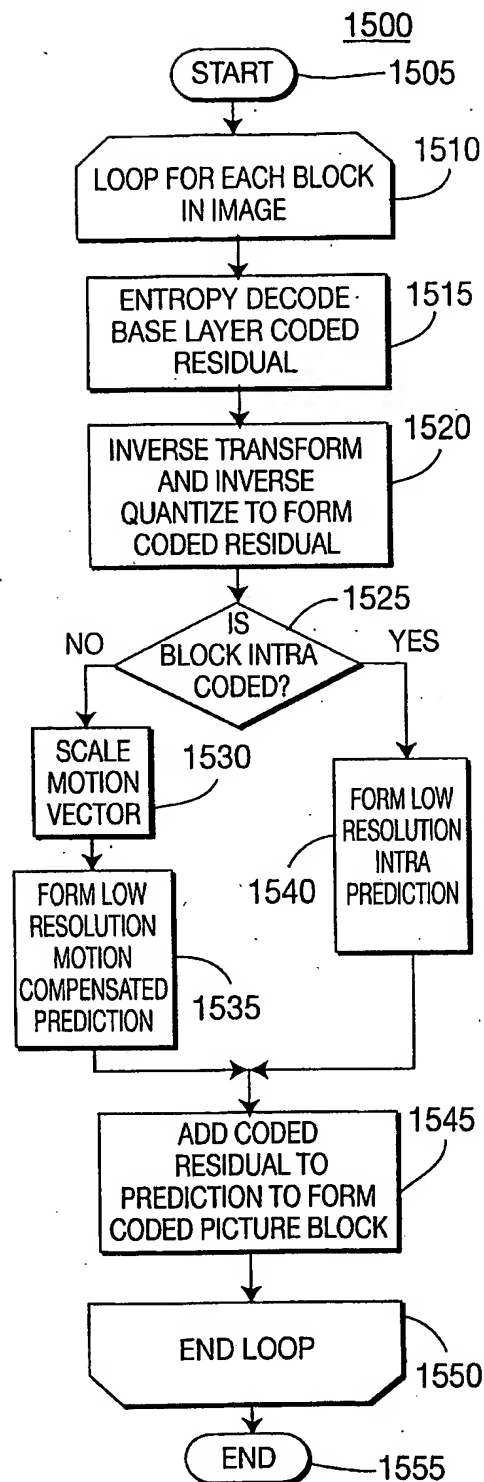 1500
START
1505
LOOP FOR EACH BLOCK
IN IMAGE
1510
ENTROPY DECODE
BASE LAYER CODED
RESIDUAL
1515
INVERSE TRANSFORM
AND INVERSE
QUANTIZE TO FORM
CODED RESIDUAL
1520
IS
BLOCK INTRA
CODED?
1525
NO
YES
SCALE
MOTION
VECTOR
1530
FORM LOW
RESOLUTION
MOTION
COMPENSATED
PREDICTION
1535
FORM LOW
RESOLUTION
INTRA
PREDICTION
1540
ADD CODED
RESIDUAL TO
PREDICTION TO FORM
CODED PICTURE BLOCK
1545
END LOOP
1550
END
1555